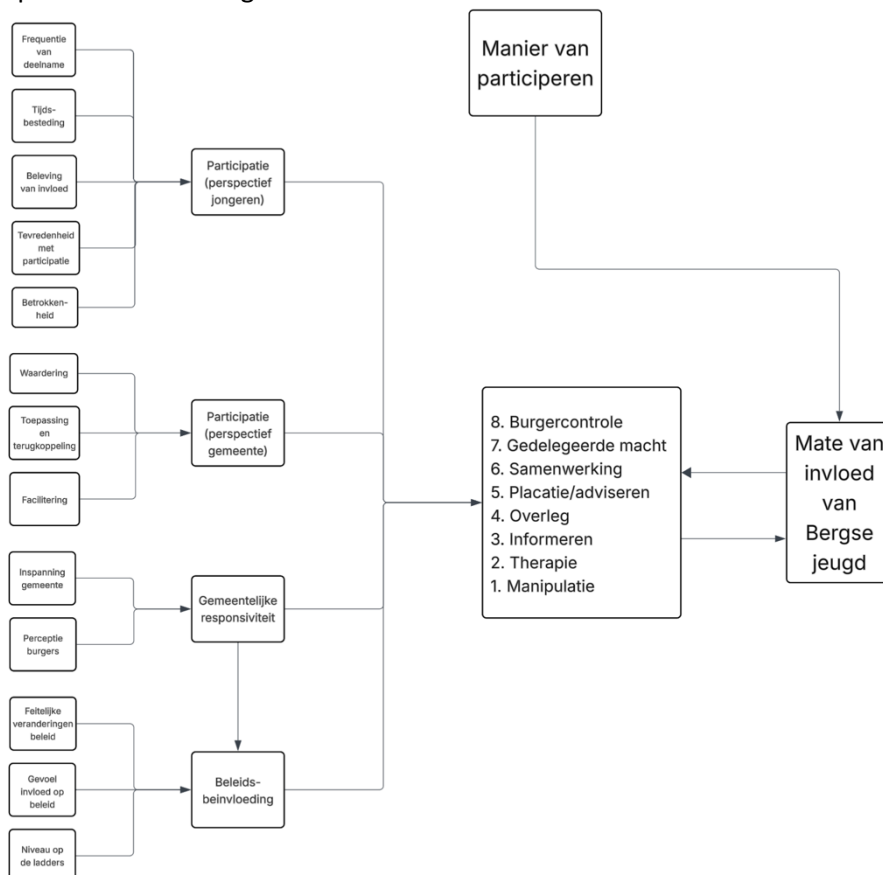 Frequentie
van
deelname
Tijds-
besteding
Beleving
van invloed
Tevredenheid
met
participatie
Betrokken-
heid
Waardering
Toepassing
en
terugkoppeling
Facilitering
Inspanning
gemeente
Perceptie
burgers
Feitelijke
veranderingen
beleid
Gevoel
invloed op
beleid
Niveau op
de ladders
Participatie
(perspectief
jongeren)
Participatie
(perspectief
gemeente)
Gemeentelijke
responsiviteit
Beleids-
beinvloeding
Manier van
participeren
8. Burgercontrole
7. Gedelegeerde macht
6. Samenwerking
5. Placatie/adviseren
4. Overleg
3. Informeren
2. Therapie
1. Manipulatie
Mate van
invloed
van
Bergse
jeugd